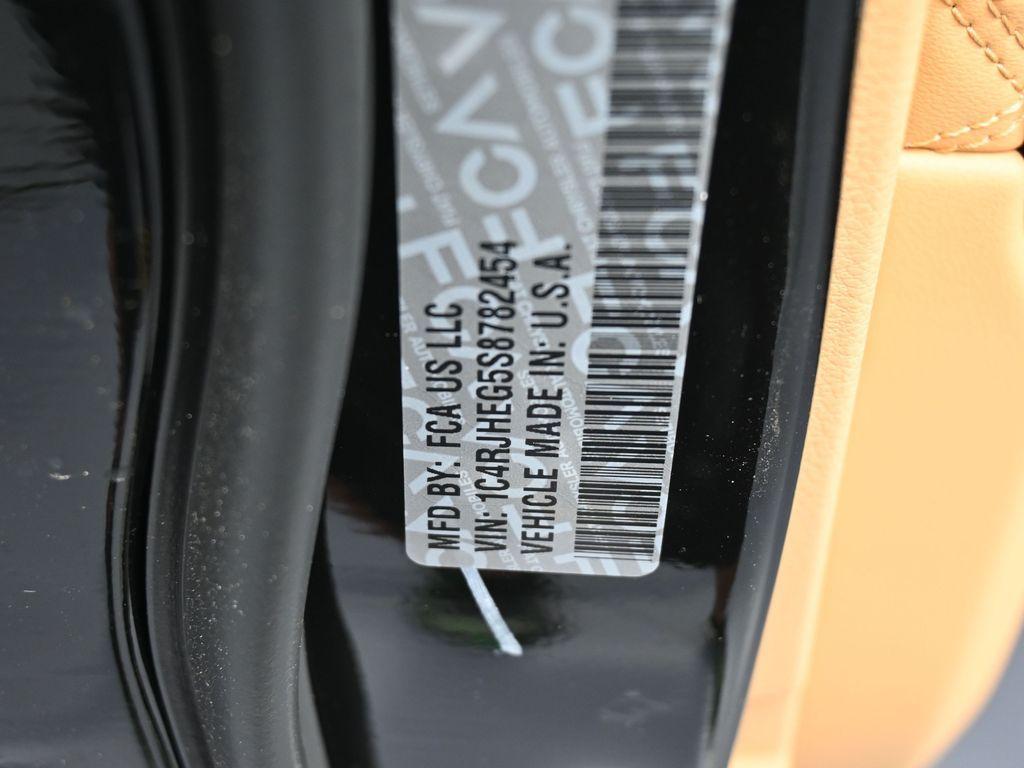 MFD BY: FCA US LLC
VIN: 1C4RJHEG5S8782454
VEHICLE MADE IN: U.S.A.